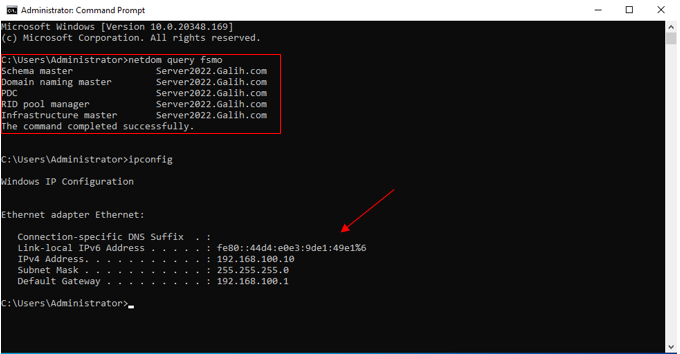 Administrator: Command Prompt
Microsoft Windows [Version 10.0.20348.169]
(c) Microsoft Corporation. All rights reserved.
C:\Users\Administrator>netdom query fsmo
Schema master               Server2022.Galih.com
Domain naming master        Server2022.Galih.com
PDC                         Server2022.Galih.com
RID pool manager            Server2022.Galih.com
Infrastructure master       Server2022.Galih.com
The command completed successfully.
C:\Users\Administrator>ipconfig
Windows IP Configuration
Ethernet adapter Ethernet:
   Connection-specific DNS Suffix  . :
   Link-local IPv6 Address . . . . . : fe80::44d4:e0e3:9de1:49e1%6
   IPv4 Address. . . . . . . . . . . : 192.168.100.10
   Subnet Mask . . . . . . . . . . . : 255.255.255.0
   Default Gateway . . . . . . . . . : 192.168.100.1
C:\Users\Administrator>